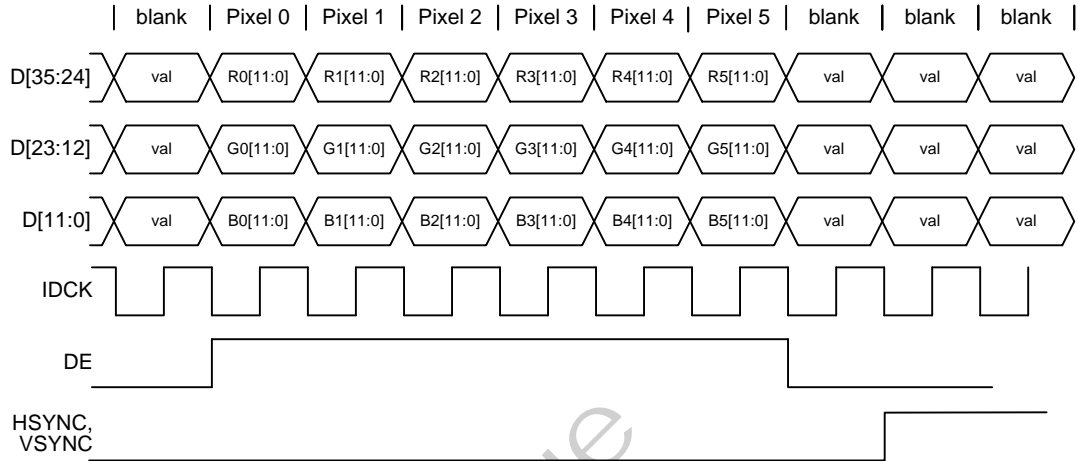 blank Pixel 0 Pixel 1 Pixel 2 Pixel 3 Pixel 4 Pixel 5 blank blank blank
D[35:24] val R0[11:0] R1[11:0] R2[11:0] R3[11:0] R4[11:0] R5[11:0] val val val
D[23:12] val G0[11:0] G1[11:0] G2[11:0] G3[11:0] G4[11:0] G5[11:0] val val val
D[11:0] val B0[11:0] B1[11:0] B2[11:0] B3[11:0] B4[11:0] B5[11:0] val val val
IDCK
DE
HSYNC,
VSYNC